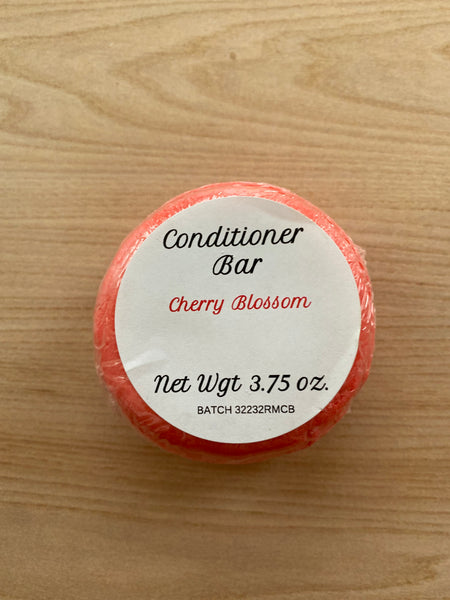 Conditioner
Bar
Cherry Blossom
Net Wgt 3.75 oz.
BATCH 32232RMCB